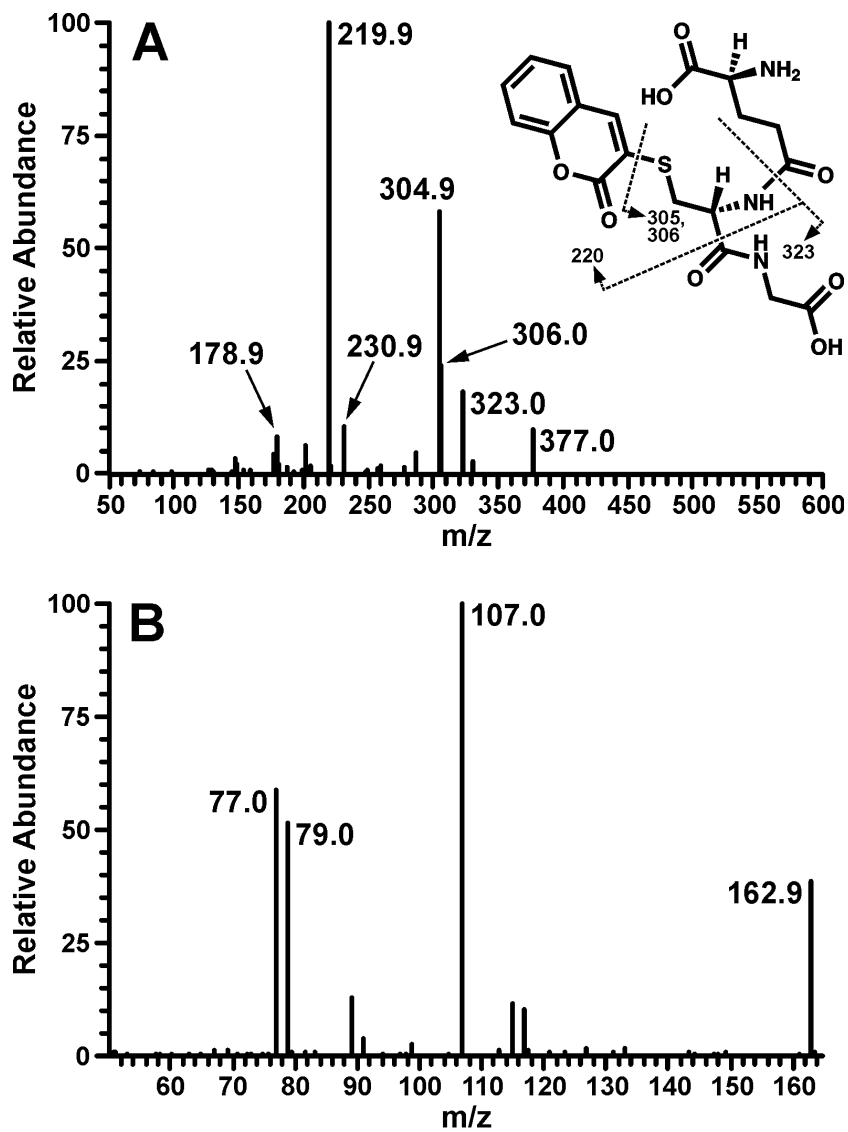 A
100
75
50
25
0
Relative Abundance
219.9
304.9
178.9
230.9
306.0
323.0
377.0
50 100 150 200 250 300 350 400 450 500 550 600
m/z
O H
NH2
HO
S
O
O
H
NH
O
305,
306
220
H
N
323
O
O
OH
B
100
75
50
25
0
Relative Abundance
107.0
77.0
79.0
162.9
60 70 80 90 100 110 120 130 140 150 160
m/z